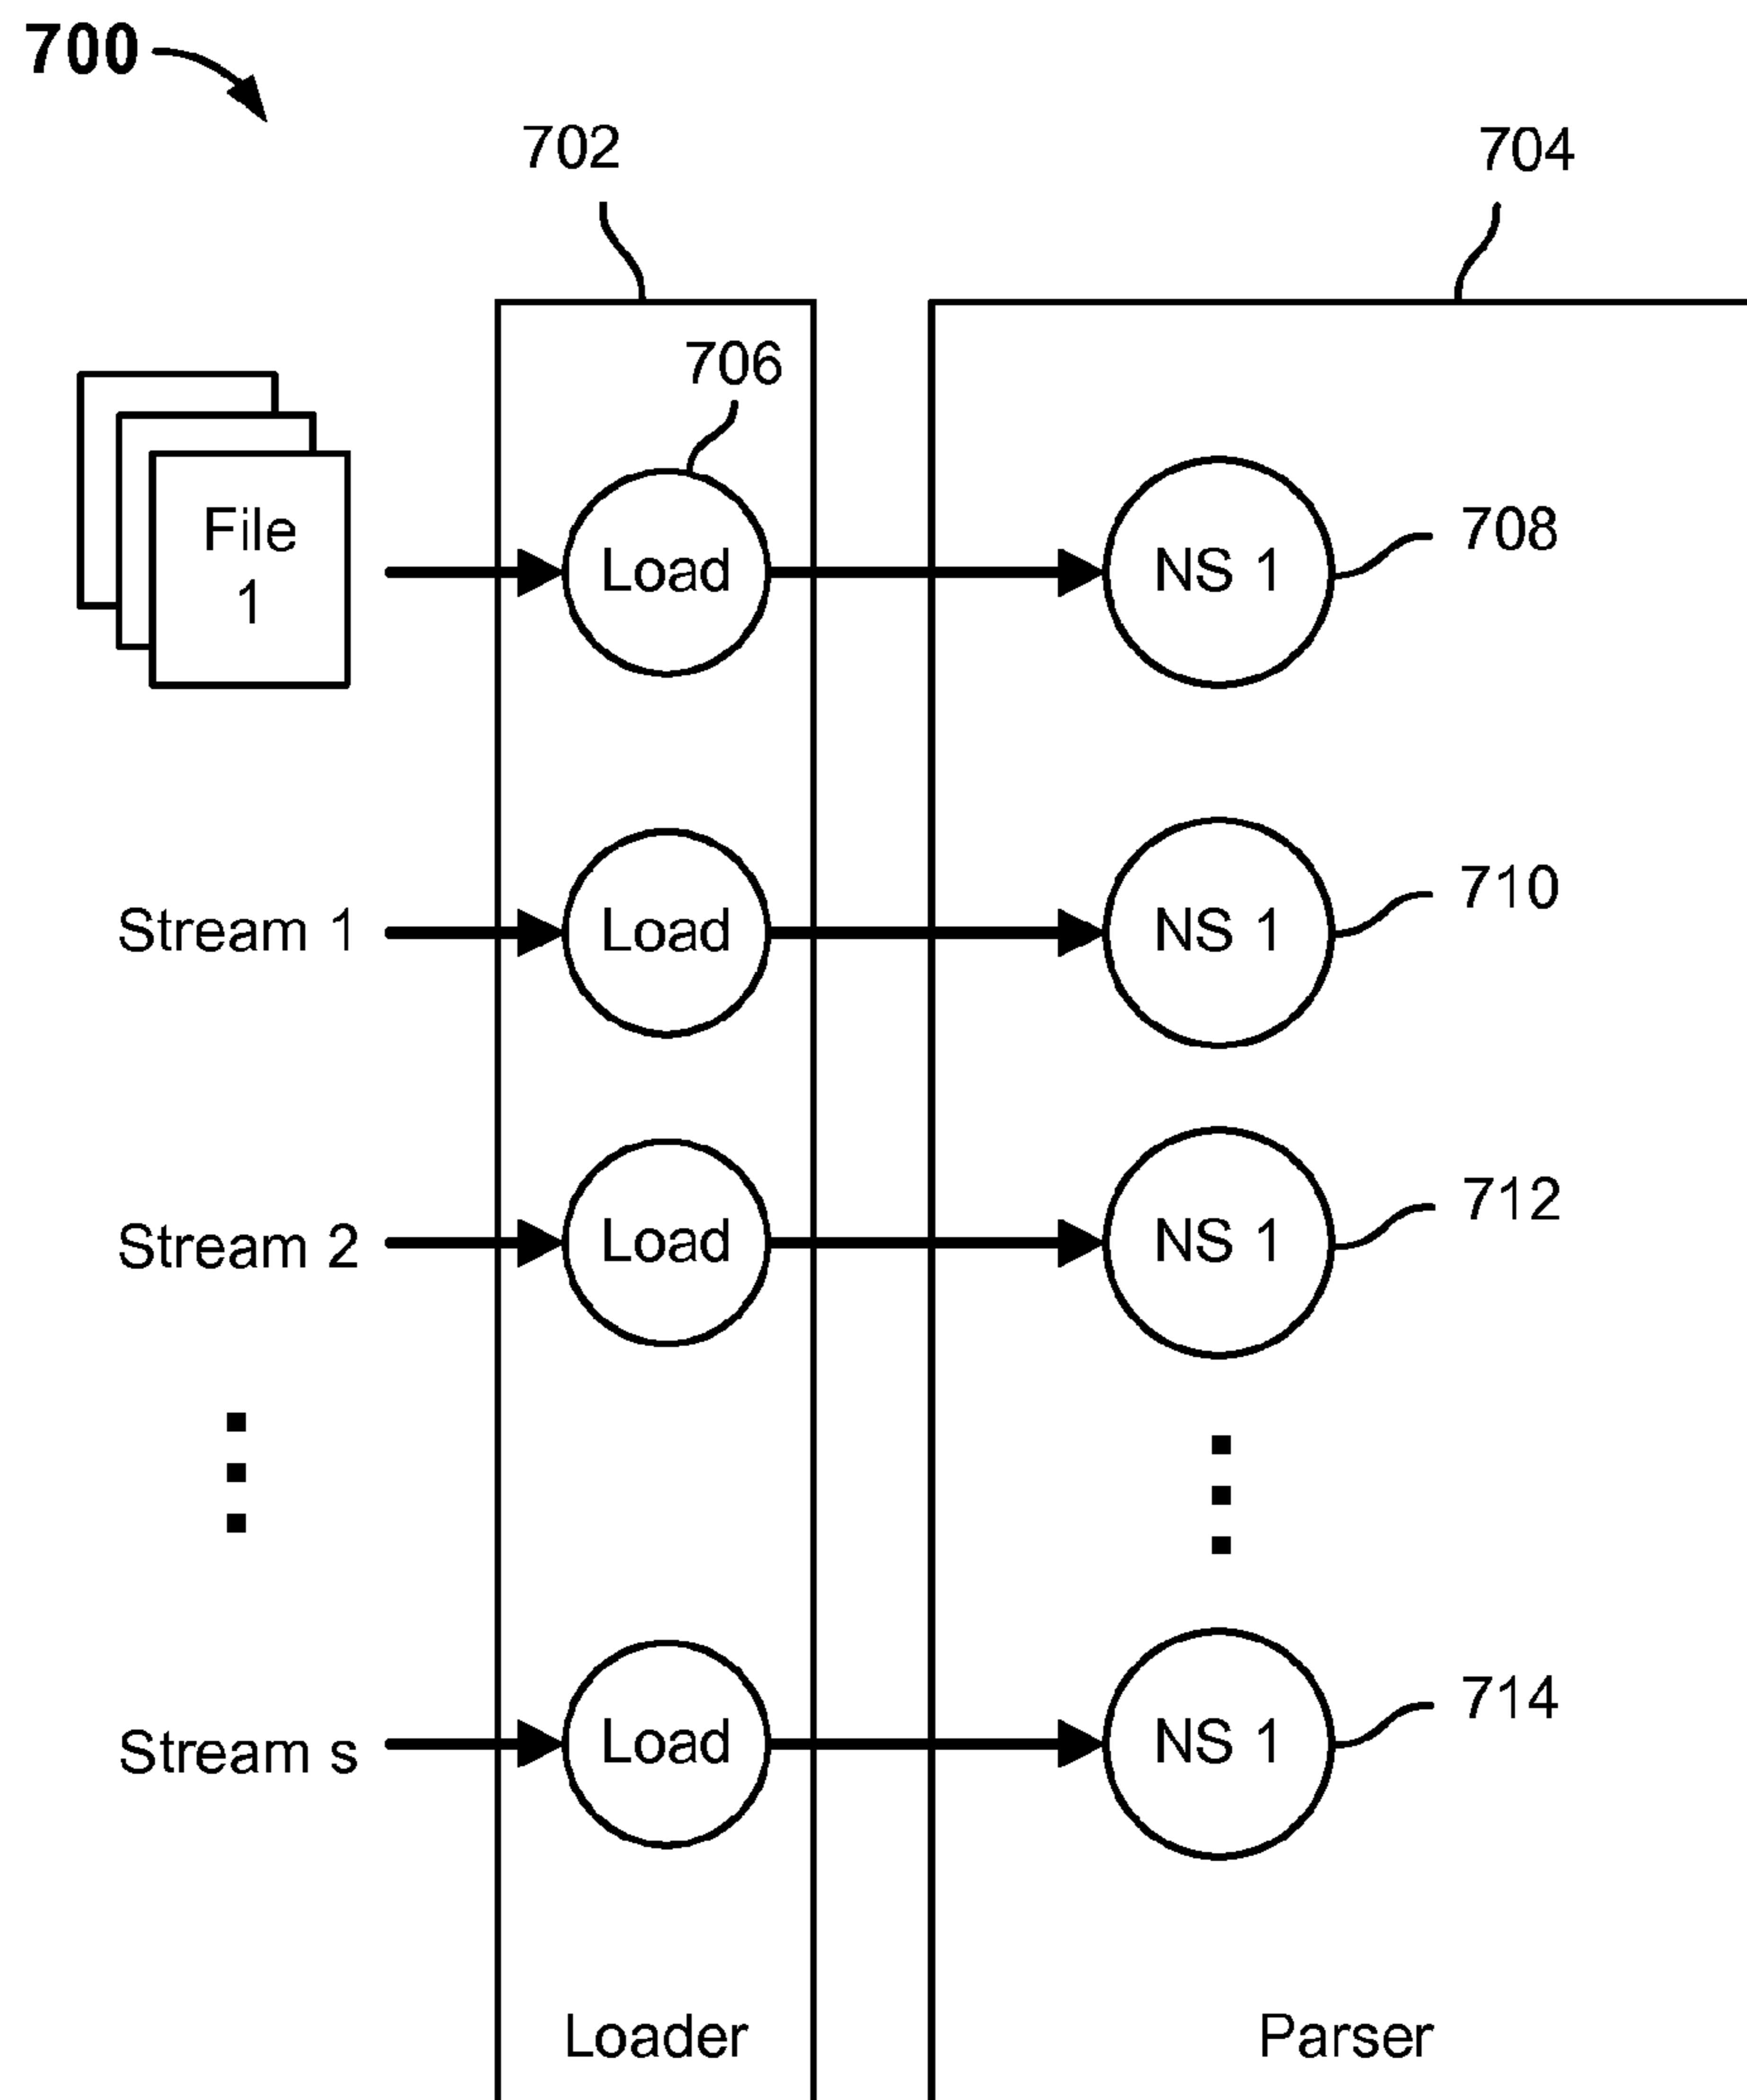 700
702
704
706
File
1
Load
NS 1
708
Stream 1
Load
NS 1
710
Stream 2
Load
NS 1
712
Stream s
Load
NS 1
714
Loader
Parser